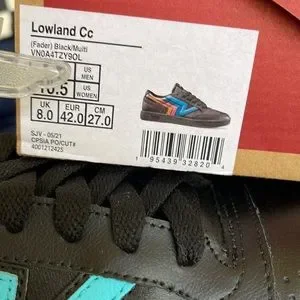 Lowland Cc
(Fader) Black/Multi
VN0A4TZY9OL
US
MEN
10.5
US
WOMEN
UK EUR CM
8.0 42.0 27.0
SJV - 05/21
CPSIA PO/CUT#
4001212425
1 95439 32820 4